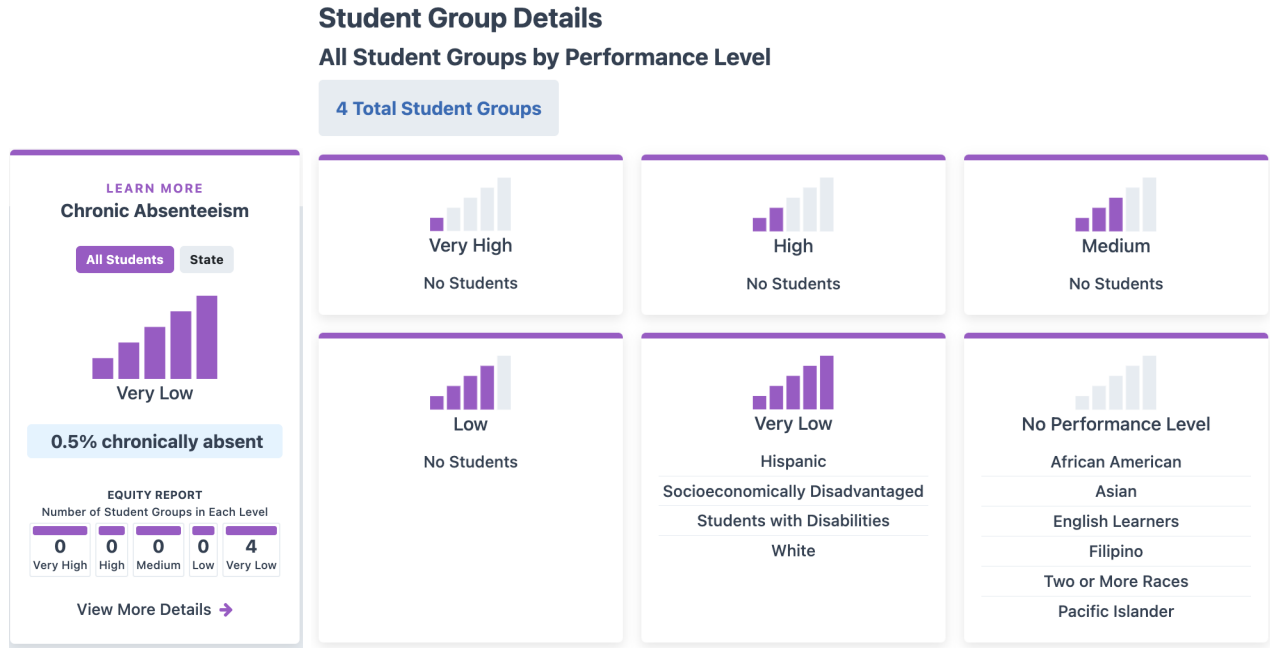 Student Group Details
All Student Groups by Performance Level
4 Total Student Groups
LEARN MORE
Chronic Absenteeism
All Students State
Very Low
0.5% chronically absent
EQUITY REPORT
Number of Student Groups in Each Level
0 0 0 0 4
Very High High Medium Low Very Low
View More Details
Very High
No Students
High
No Students
Medium
No Students
Low
No Students
Very Low
Hispanic
Socioeconomically Disadvantaged
Students with Disabilities
White
No Performance Level
African American
Asian
English Learners
Filipino
Two or More Races
Pacific Islander